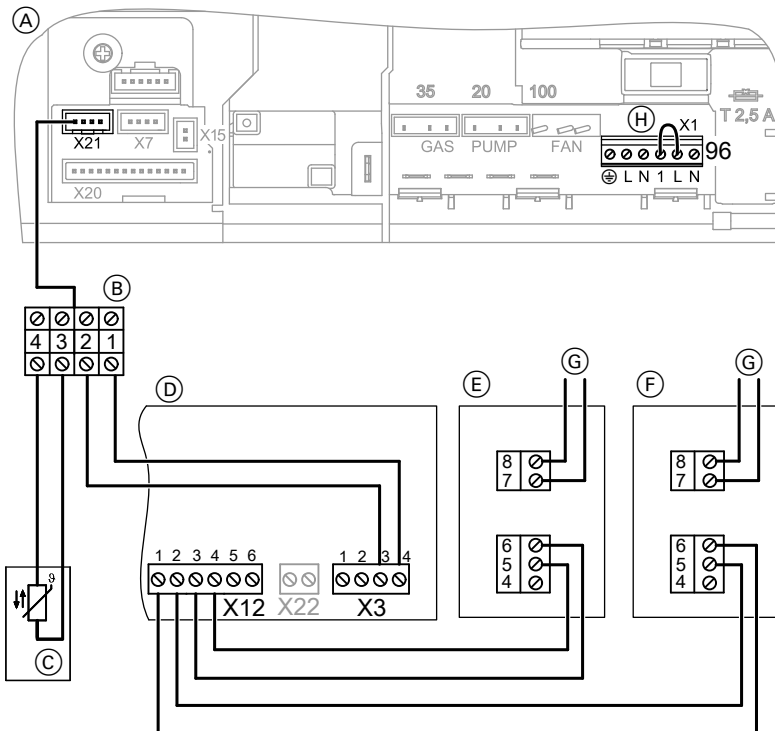 A
35 20 100
H
X1
T 2,5 A
X21
X7
X15
GAS
PUMP
FAN
96
X20
L N 1 L N
B
4 3 2 1
D
E
G
F
G
8
7
8
7
1 2 3 4 5 6
1 2 3 4
6
5
4
6
5
4
X12
X22
X3
ϑ
C